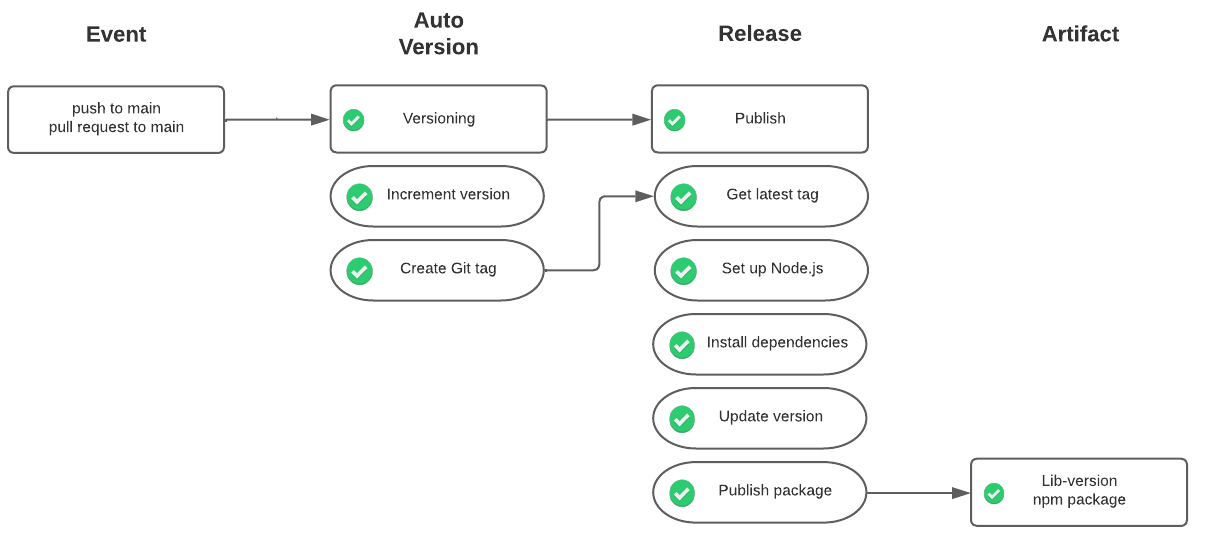 Event
Auto
Version
Release
Artifact
push to main
pull request to main
Versioning
Publish
Increment version
Get latest tag
Create Git tag
Set up Node.js
Install dependencies
Update version
Publish package
Lib-version
npm package